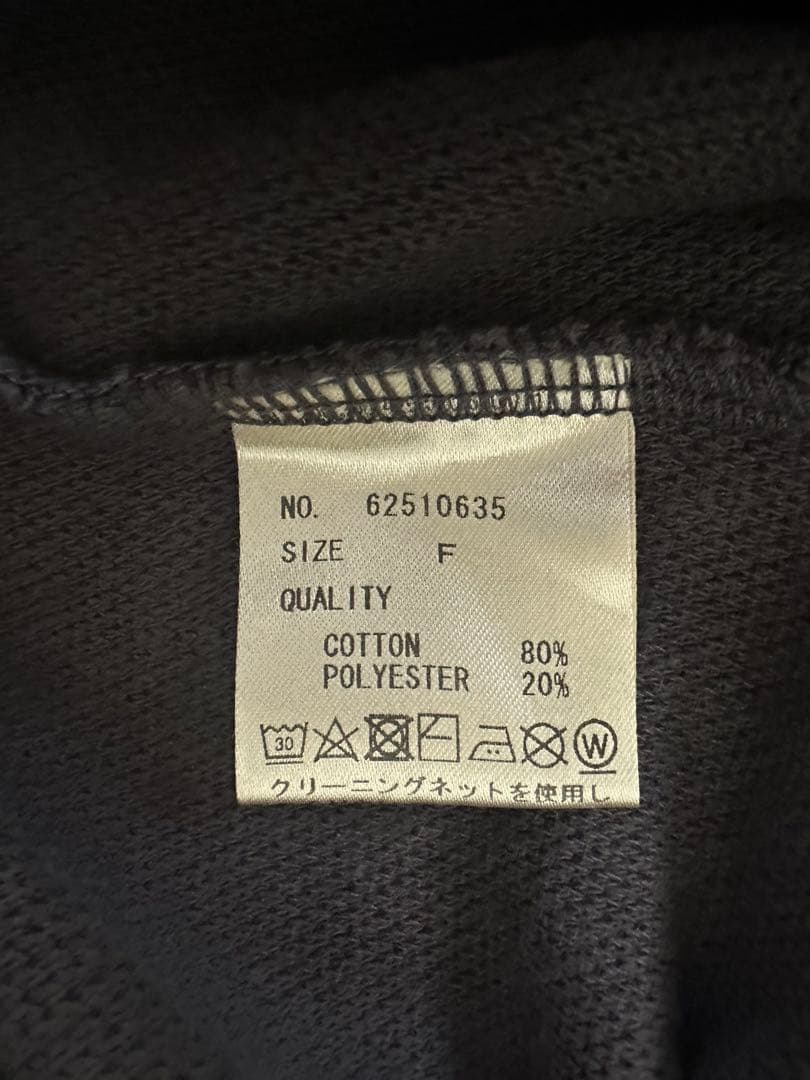 NO. 62510635
SIZE F
QUALITY
COTTON 80%
POLYESTER 20%
30 W
クリーニングネットを使用し